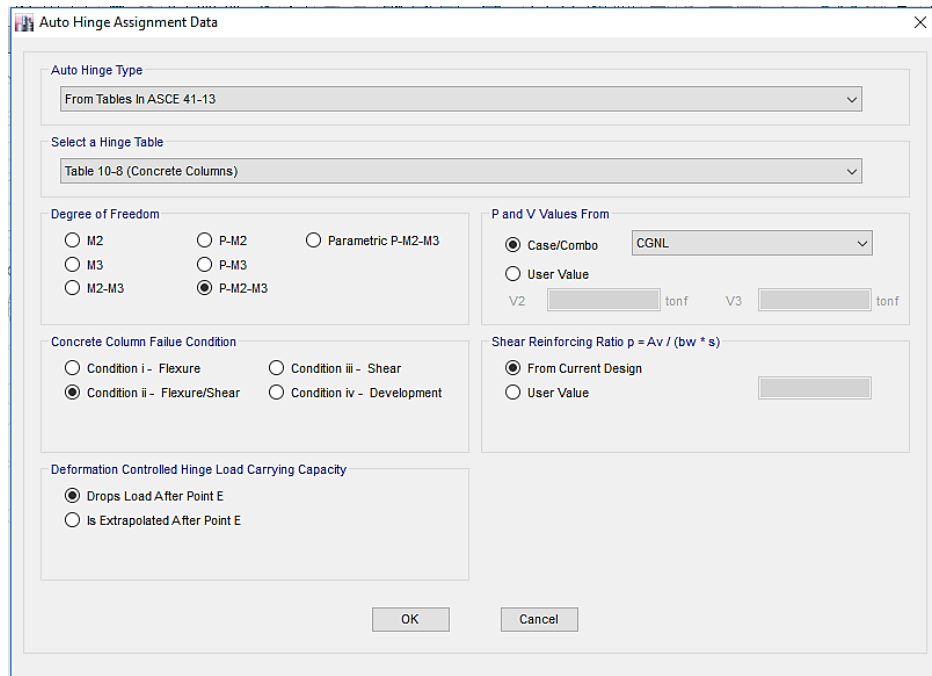 Auto Hinge Assignment Data
Auto Hinge Type
From Tables In ASCE 41-13
Select a Hinge Table
Table 10-8 (Concrete Columns)
Degree of Freedom
M2
P-M2
Parametric P-M2-M3
M3
P-M3
M2-M3
P-M2-M3
P and V Values From
Case/Combo
CGNL
User Value
V2
tonf
V3
tonf
Concrete Column Failue Condition
Condition i - Flexure
Condition iii - Shear
Condition ii - Flexure/Shear
Condition iv - Development
Shear Reinforcing Ratio p = Av / (bw * s)
From Current Design
User Value
Deformation Controlled Hinge Load Carrying Capacity
Drops Load After Point E
Is Extrapolated After Point E
OK
Cancel